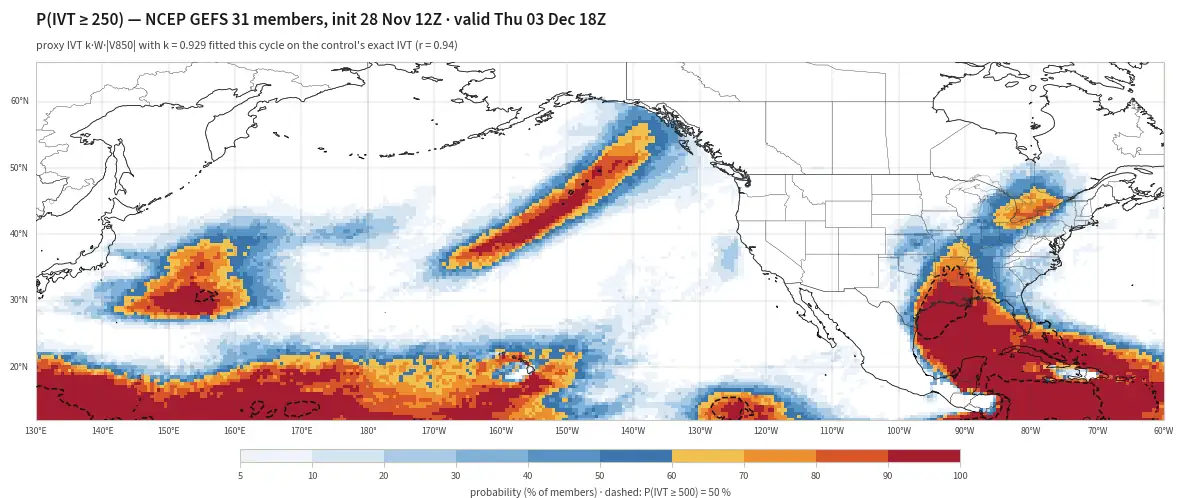 P(IVT ≥ 250) — NCEP GEFS 31 members, init 28 Nov 12Z · valid Thu 03 Dec 18Z
proxy IVT k·W·|V850| with k = 0.929 fitted this cycle on the control's exact IVT (r = 0.94)
60°N
50°N
40°N
30°N
20°N
130°E 140°E 150°E 160°E 170°E 180° 170°W 160°W 150°W 140°W 130°W 120°W 110°W 100°W 90°W 80°W 70°W 60°W
5 10 20 30 40 50 60 70 80 90 100
probability (% of members) · dashed: P(IVT ≥ 500) = 50 %